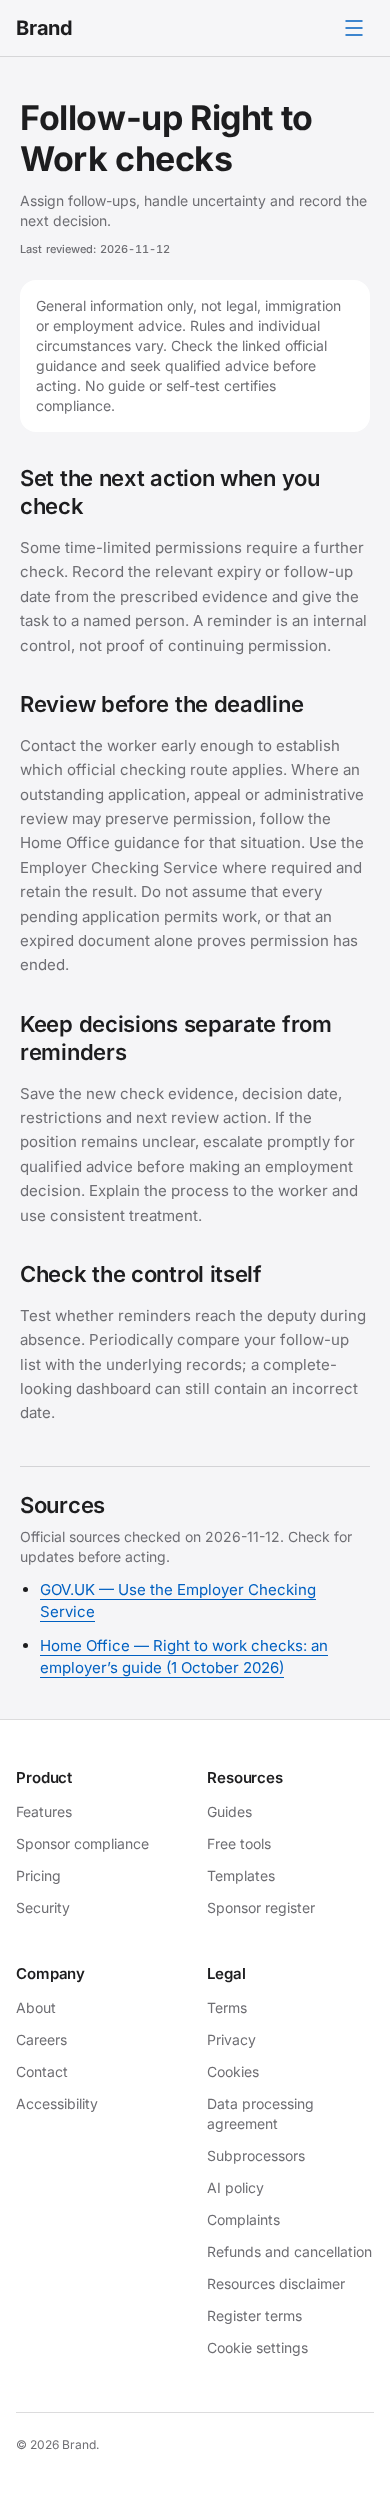 Brand
Follow-up Right to
Work checks
Assign follow-ups, handle uncertainty and record the
next decision.
Last reviewed: 2026-11-12
General information only, not legal, immigration
or employment advice. Rules and individual
circumstances vary. Check the linked official
guidance and seek qualified advice before
acting. No guide or self-test certifies
compliance.
Set the next action when you
check
Some time-limited permissions require a further
check. Record the relevant expiry or follow-up
date from the prescribed evidence and give the
task to a named person. A reminder is an internal
control, not proof of continuing permission.
Review before the deadline
Contact the worker early enough to establish
which official checking route applies. Where an
outstanding application, appeal or administrative
review may preserve permission, follow the
Home Office guidance for that situation. Use the
Employer Checking Service where required and
retain the result. Do not assume that every
pending application permits work, or that an
expired document alone proves permission has
ended.
Keep decisions separate from
reminders
Save the new check evidence, decision date,
restrictions and next review action. If the
position remains unclear, escalate promptly for
qualified advice before making an employment
decision. Explain the process to the worker and
use consistent treatment.
Check the control itself
Test whether reminders reach the deputy during
absence. Periodically compare your follow-up
list with the underlying records; a complete-
looking dashboard can still contain an incorrect
date.
Sources
Official sources checked on 2026-11-12. Check for
updates before acting.
GOV.UK — Use the Employer Checking
Service
Home Office — Right to work checks: an
employer’s guide (1 October 2026)
Product
Features
Sponsor compliance
Pricing
Security
Resources
Guides
Free tools
Templates
Sponsor register
Company
About
Careers
Contact
Accessibility
Legal
Terms
Privacy
Cookies
Data processing
agreement
Subprocessors
AI policy
Complaints
Refunds and cancellation
Resources disclaimer
Register terms
Cookie settings
© 2026 Brand.